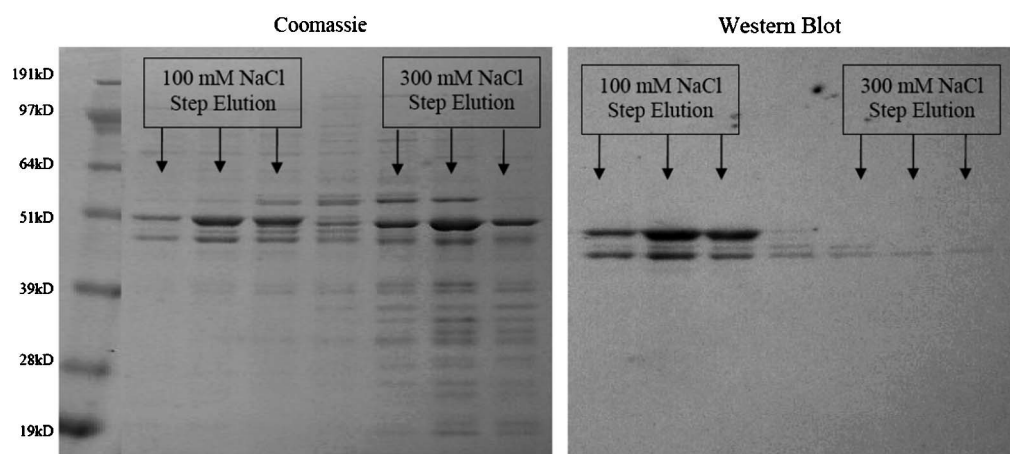 Coomassie
Western Blot
191kD
97kD
64kD
51kD
39kD
28kD
19kD
100 mM NaCl
Step Elution
300 mM NaCl
Step Elution
100 mM NaCl
Step Elution
300 mM NaCl
Step Elution